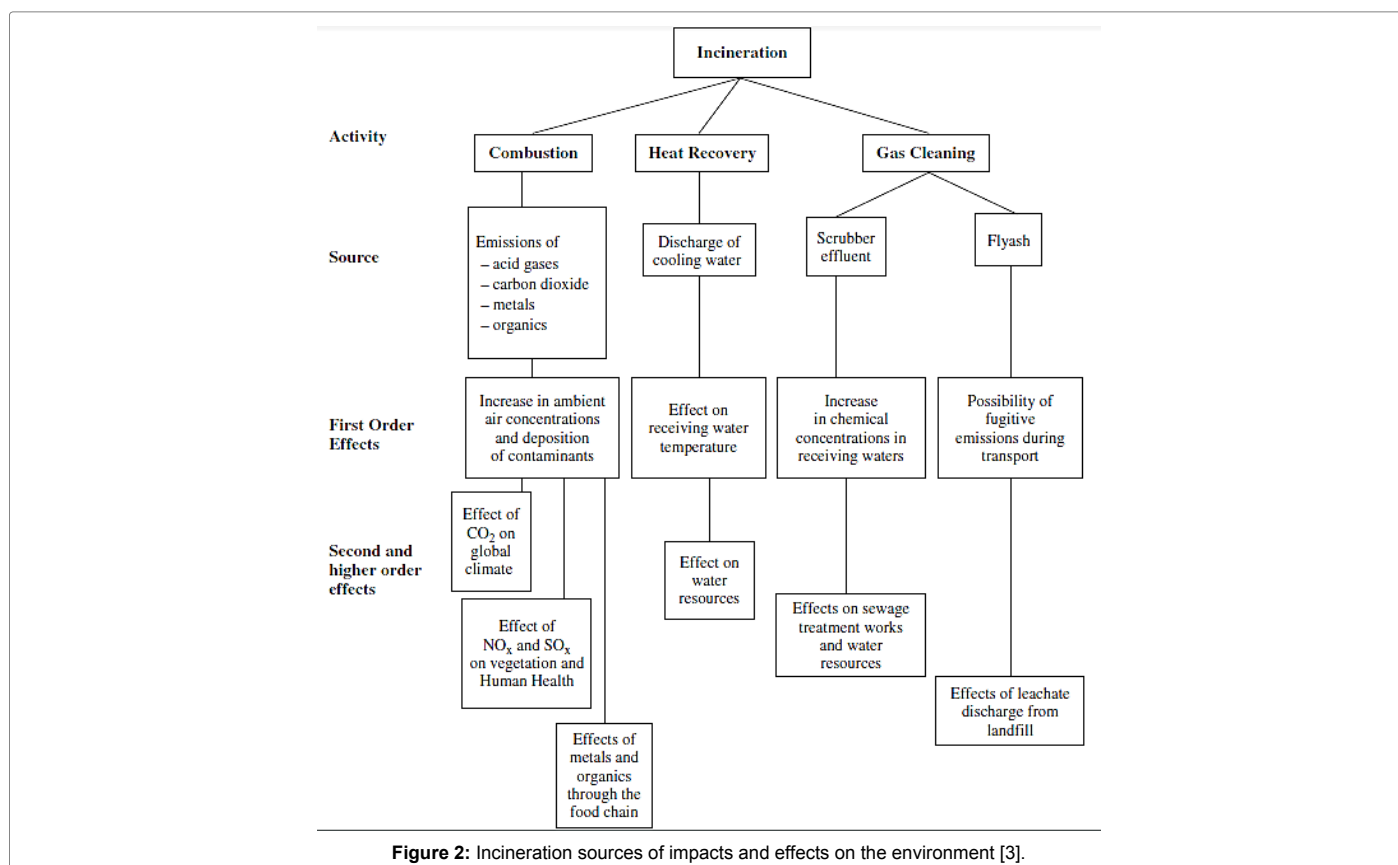 Incineration
Activity
Combustion
Heat Recovery
Gas Cleaning
Source
Emissions of
– acid gases
– carbon dioxide
– metals
– organics
Discharge of
cooling water
Scrubber
effluent
Flyash
First Order
Effects
Increase in ambient
air concentrations
and deposition
of contaminants
Effect on
receiving water
temperature
Increase
in chemical
concentrations in
receiving waters
Possibility of
fugitive
emissions during
transport
Second and
higher order
effects
Effect of
CO₂ on
global
climate
Effect of
NOₓ and SOₓ
on vegetation and
Human Health
Effects of
metals and
organics
through the
food chain
Effect on
water
resources
Effects on sewage
treatment works
and water
resources
Effects of leachate
discharge from
landfill
Figure 2: Incineration sources of impacts and effects on the environment [3].